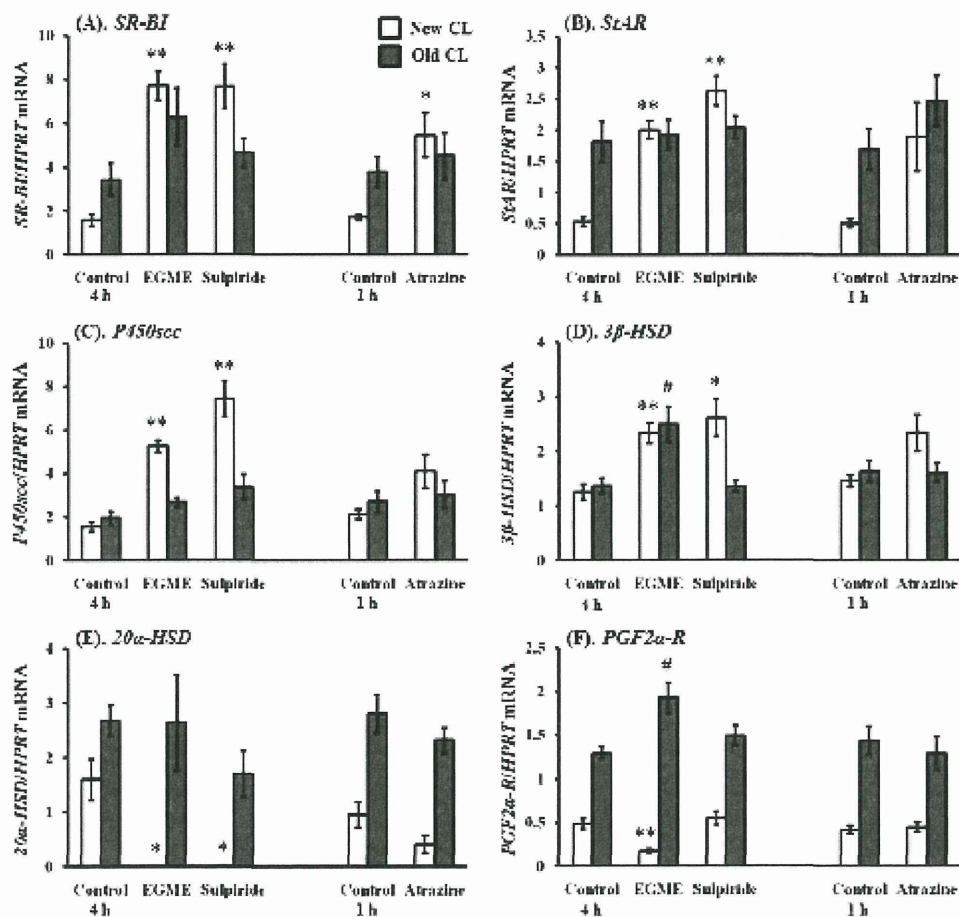 (A). SR-BI
New CL
Old CL
SR-BI/HPRT mRNA
10
8
6
4
2
0
** ** *
Control EGME Sulpiride Control Atrazine
4 h 1 h
(B). StAR
StAR/HPRT mRNA
3.5
3
2.5
2
1.5
1
0.5
0
** **
Control EGME Sulpiride Control Atrazine
4 h 1 h
(C). P450scc
P450scc/HPRT mRNA
10
8
6
4
2
0
** **
Control EGME Sulpiride Control Atrazine
4 h 1 h
(D). 3β-HSD
3β-HSD/HPRT mRNA
4
3
2
1
0
** # *
Control EGME Sulpiride Control Atrazine
4 h 1 h
(E). 20α-HSD
20α-HSD/HPRT mRNA
4
3
2
1
0
* *
Control EGME Sulpiride Control Atrazine
4 h 1 h
(F). PGF2α-R
PGF2α-R/HPRT mRNA
2.5
2
1.5
1
0.5
0
** #
Control EGME Sulpiride Control Atrazine
4 h 1 h